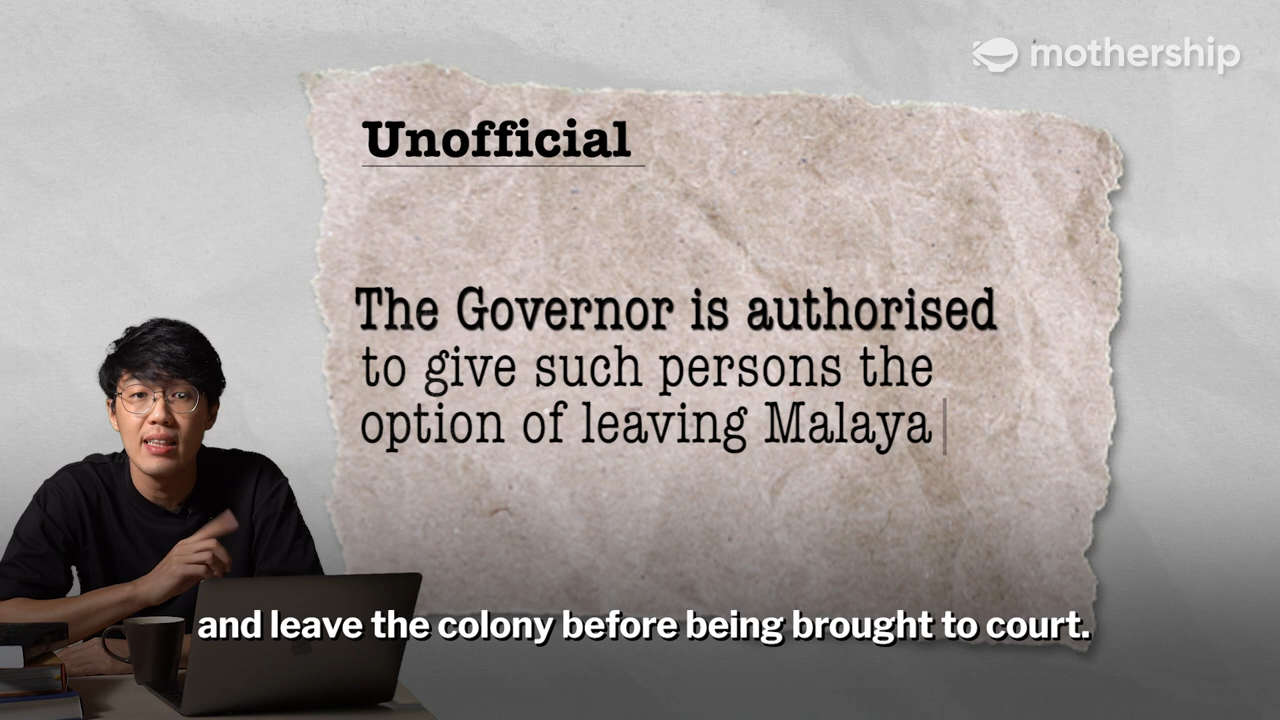 mothership
Unofficial
The Governor is authorised
to give such persons the
option of leaving Malaya
and leave the colony before being brought to court.